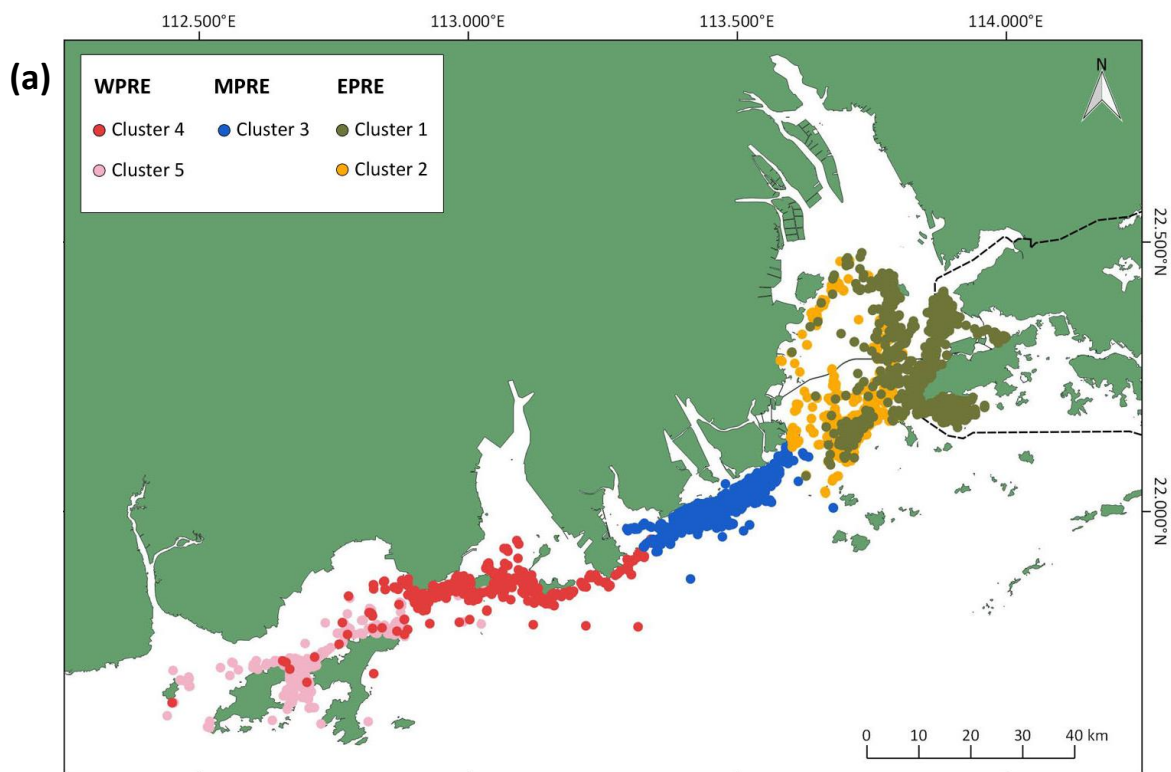 112.500°E 113.000°E 113.500°E 114.000°E
(a)
WPRE MPRE EPRE
Cluster 4 Cluster 3 Cluster 1
Cluster 5 Cluster 2
N
22.500°N
22.000°N
0 10 20 30 40 km